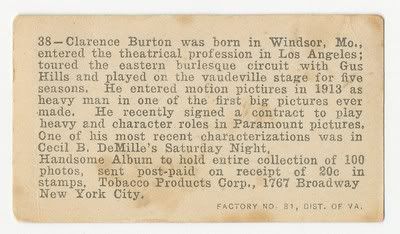 38—Clarence Burton was born in Windsor, Mo.,
entered the theatrical profession in Los Angeles;
toured the eastern burlesque circuit with Gus
Hills and played on the vaudeville stage for five
seasons. He entered motion pictures in 1913 as
heavy man in one of the first big pictures ever
made. He recently signed a contract to play
heavy and character roles in Paramount pictures.
One of his most recent characterizations was in
Cecil B. DeMille's Saturday Night.
Handsome Album to hold entire collection of 100
photos, sent post-paid on receipt of 20c in
stamps, Tobacco Products Corp., 1767 Broadway
New York City.
FACTORY NO. 81, DIST. OF VA.